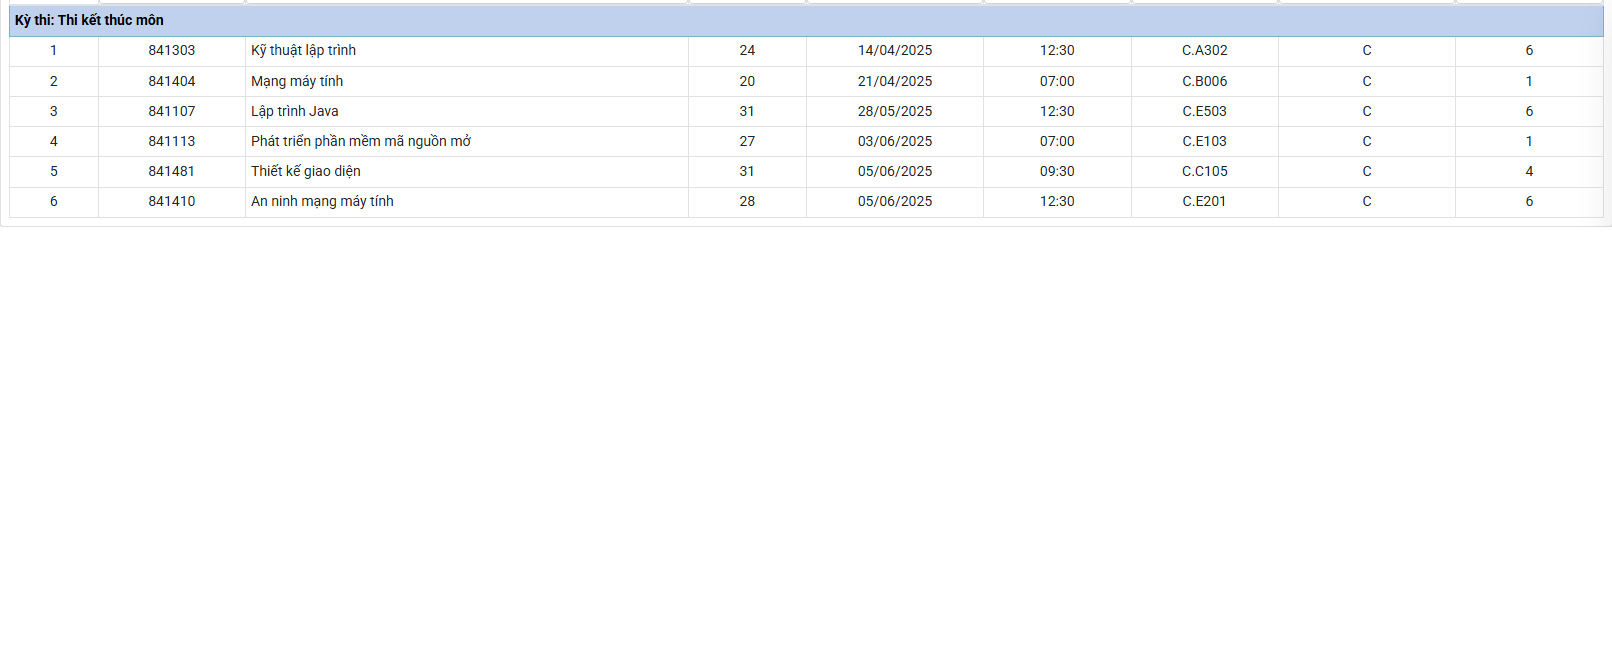 Kỳ thi: Thi kết thúc môn
1 841303 Kỹ thuật lập trình 24 14/04/2025 12:30 C.A302 C 6
2 841404 Mạng máy tính 20 21/04/2025 07:00 C.B006 C 1
3 841107 Lập trình Java 31 28/05/2025 12:30 C.E503 C 6
4 841113 Phát triển phần mềm mã nguồn mở 27 03/06/2025 07:00 C.E103 C 1
5 841481 Thiết kế giao diện 31 05/06/2025 09:30 C.C105 C 4
6 841410 An ninh mạng máy tính 28 05/06/2025 12:30 C.E201 C 6